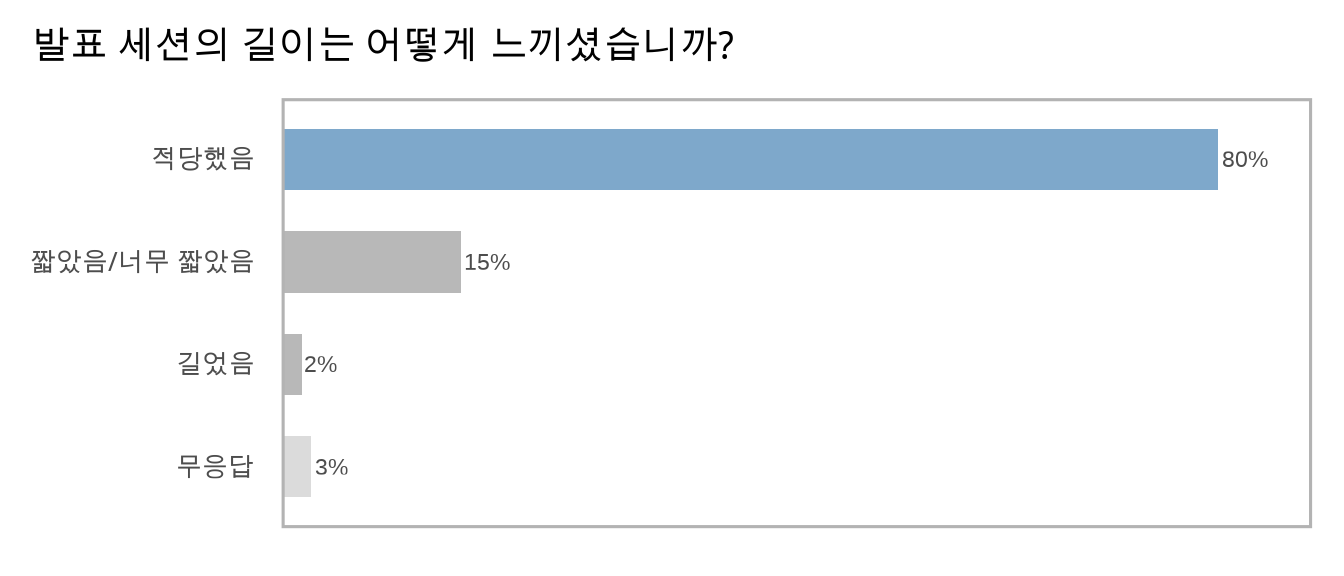 발표 세션의 길이는 어떻게 느끼셨습니까?
적당했음 80%
짧았음/너무 짧았음 15%
길었음 2%
무응답 3%